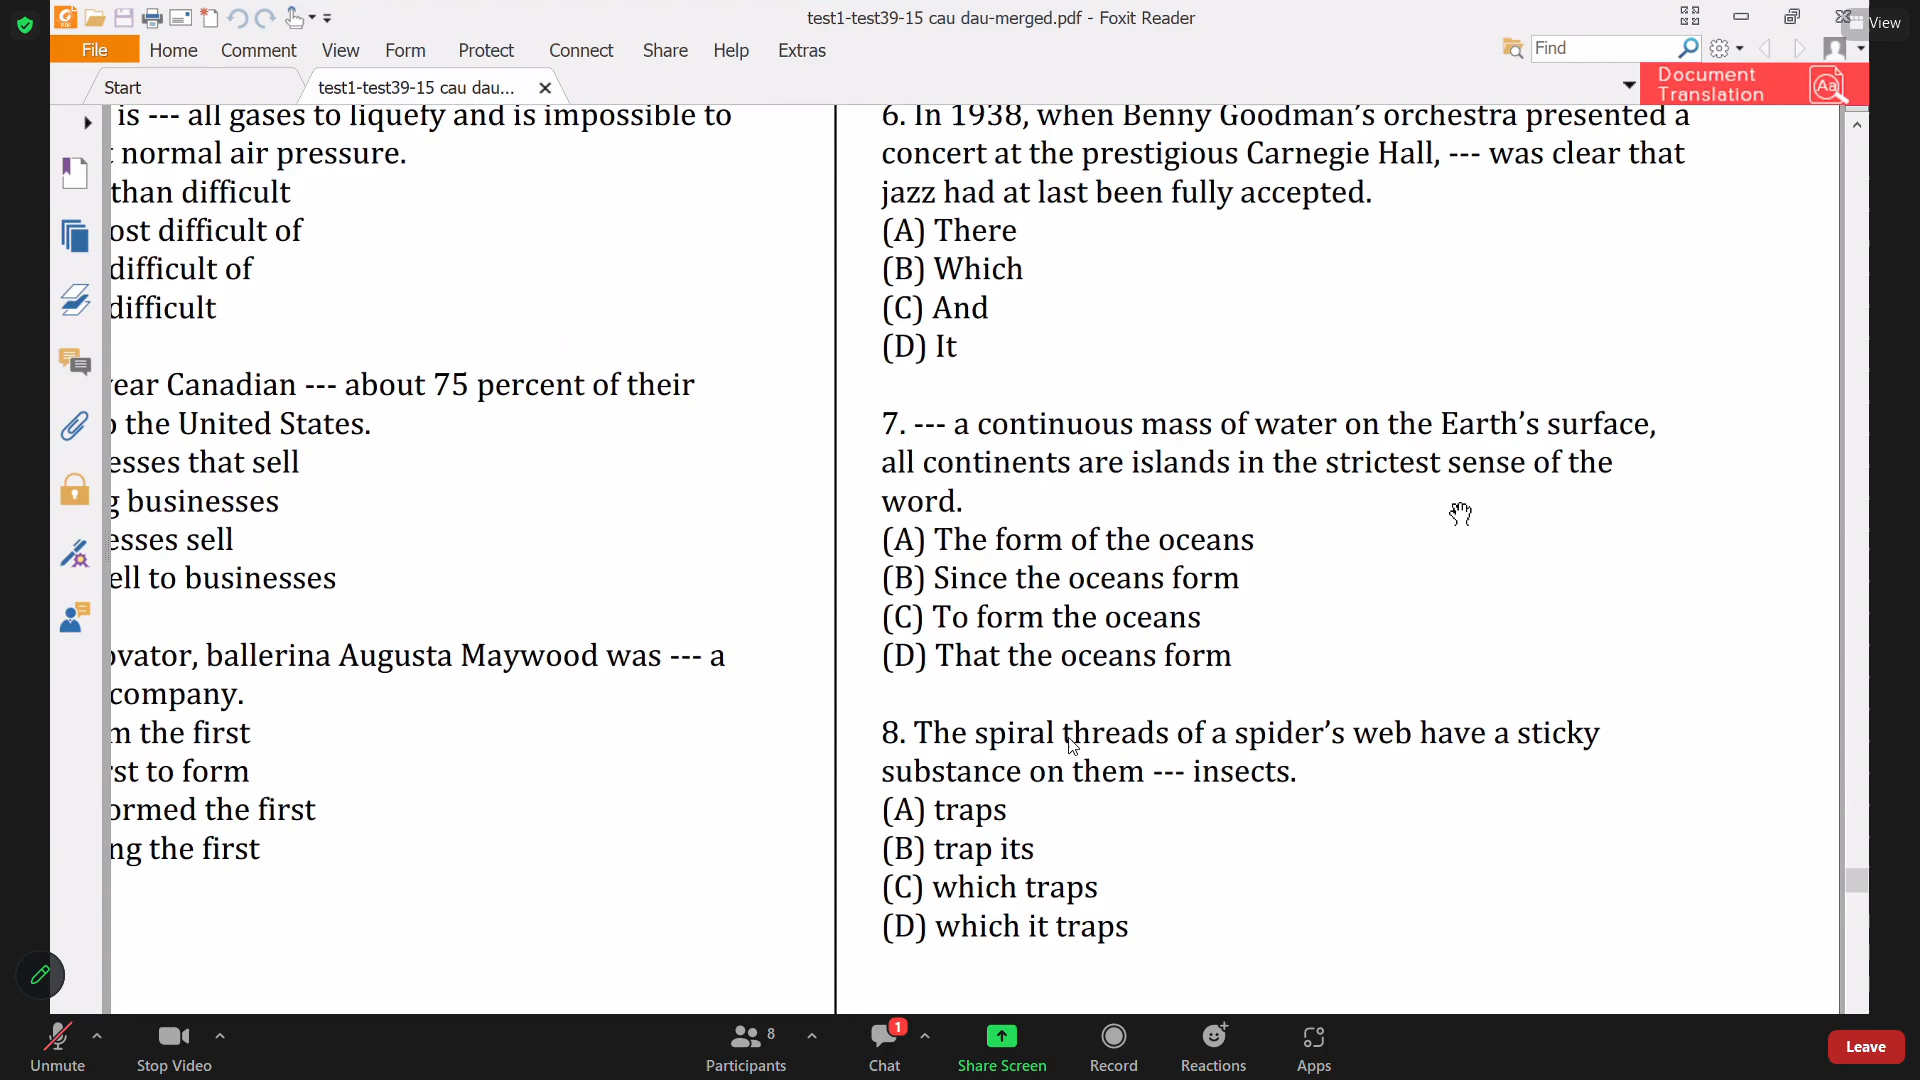 View
test1-test39-15 cau dau-merged.pdf - Foxit Reader
File Home Comment View Form Protect Connect Share Help Extras
Find
Start
test1-test39-15 cau dau...
Document
Translation
is --- all gases to liquefy and is impossible to
normal air pressure.
than difficult
ost difficult of
difficult of
difficult
year Canadian --- about 75 percent of their
the United States.
esses that sell
g businesses
esses sell
ell to businesses
ovator, ballerina Augusta Maywood was --- a
company.
m the first
rst to form
ormed the first
ng the first
6. In 1938, when Benny Goodman’s orchestra presented a
concert at the prestigious Carnegie Hall, --- was clear that
jazz had at last been fully accepted.
(A) There
(B) Which
(C) And
(D) It
7. --- a continuous mass of water on the Earth’s surface,
all continents are islands in the strictest sense of the
word.
(A) The form of the oceans
(B) Since the oceans form
(C) To form the oceans
(D) That the oceans form
8. The spiral threads of a spider’s web have a sticky
substance on them --- insects.
(A) traps
(B) trap its
(C) which traps
(D) which it traps
Unmute
Stop Video
8
Participants
1
Chat
Share Screen
Record
Reactions
Apps
Leave